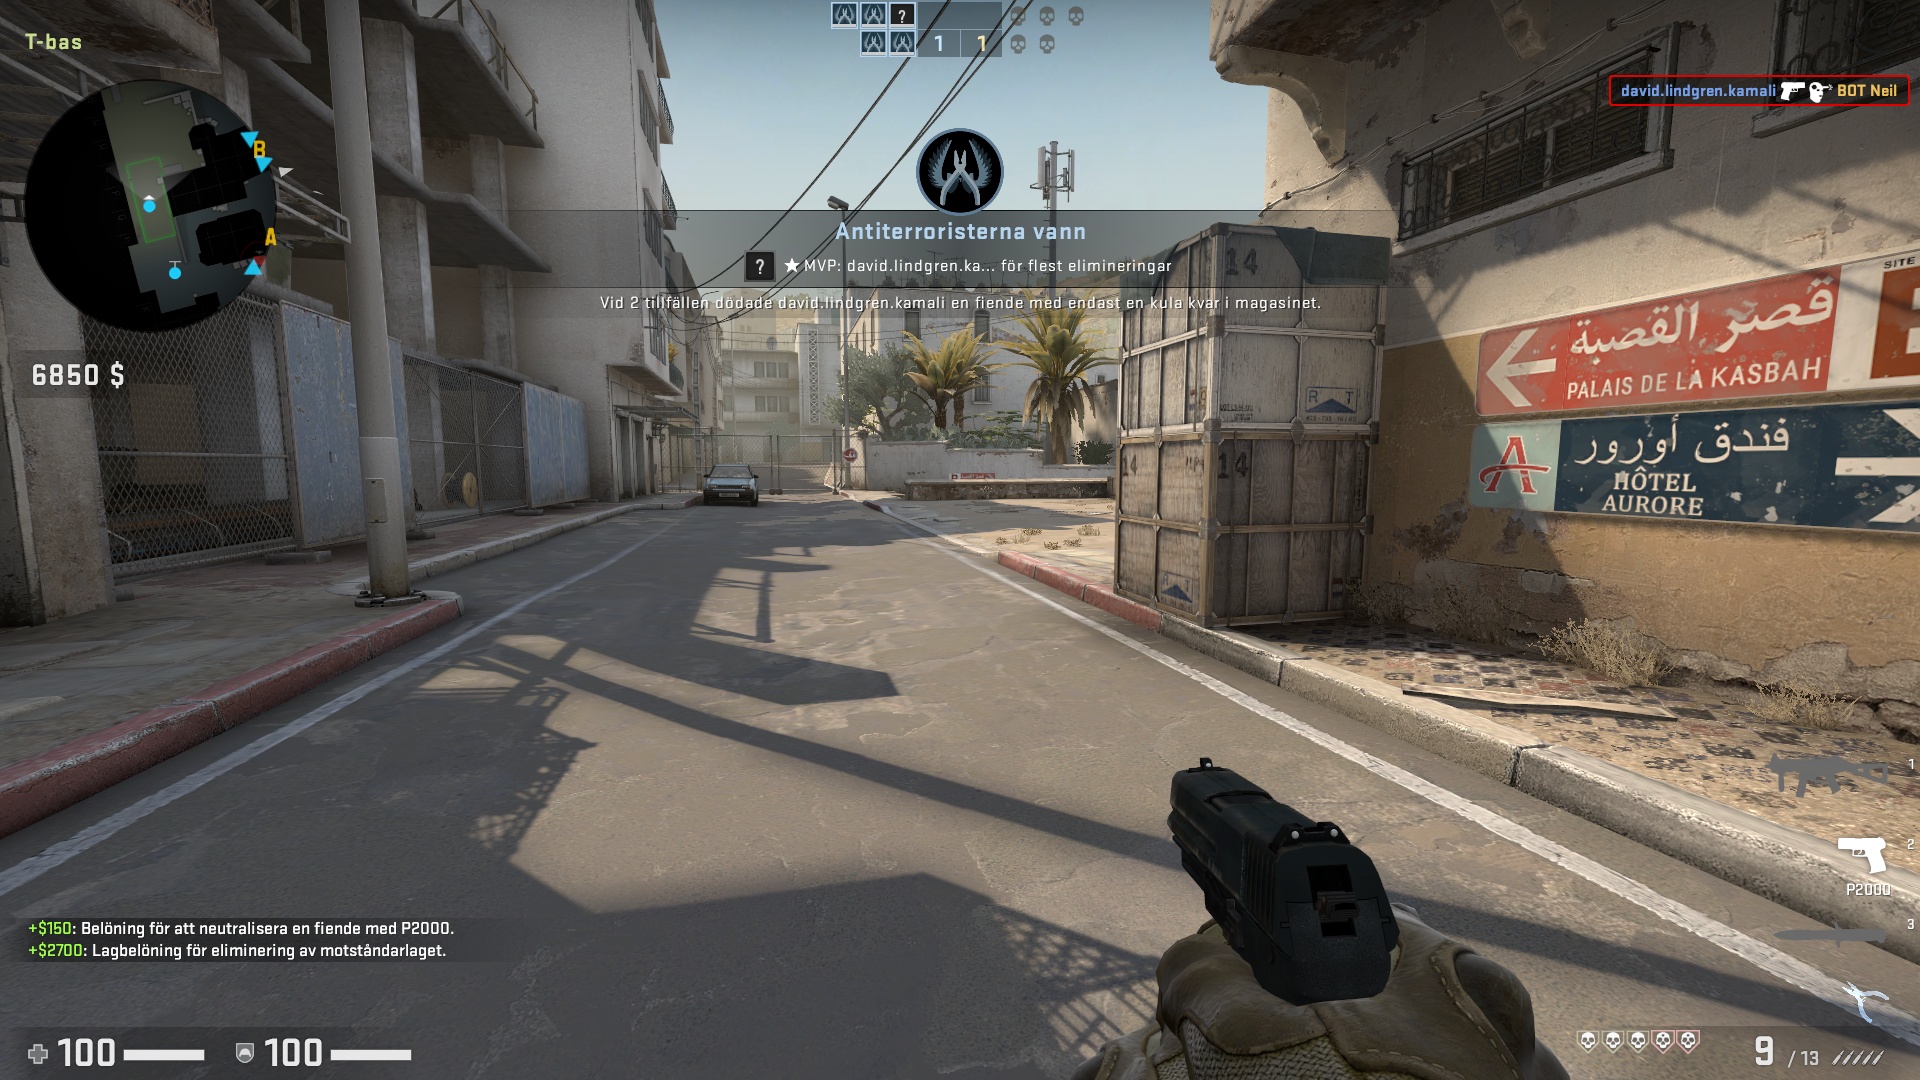 T-bas
?
1 1
david.lindgren.kamali BOT Neil
B
A
Antiterroristerna vann
? ★ MVP: david.lindgren.ka... för flest elimineringar
Vid 2 tillfällen dödade david.lindgren.kamali en fiende med endast en kula kvar i magasinet.
6850 $
14
R T
14
14
SITE
قصر القصبة
PALAIS DE LA KASBAH
فندق أورور
HÔTEL
AURORE
A
1
2
P2000
3
+$150: Belöning för att neutralisera en fiende med P2000.
+$2700: Lagbelöning för eliminering av motståndarlaget.
100 100
9 / 13